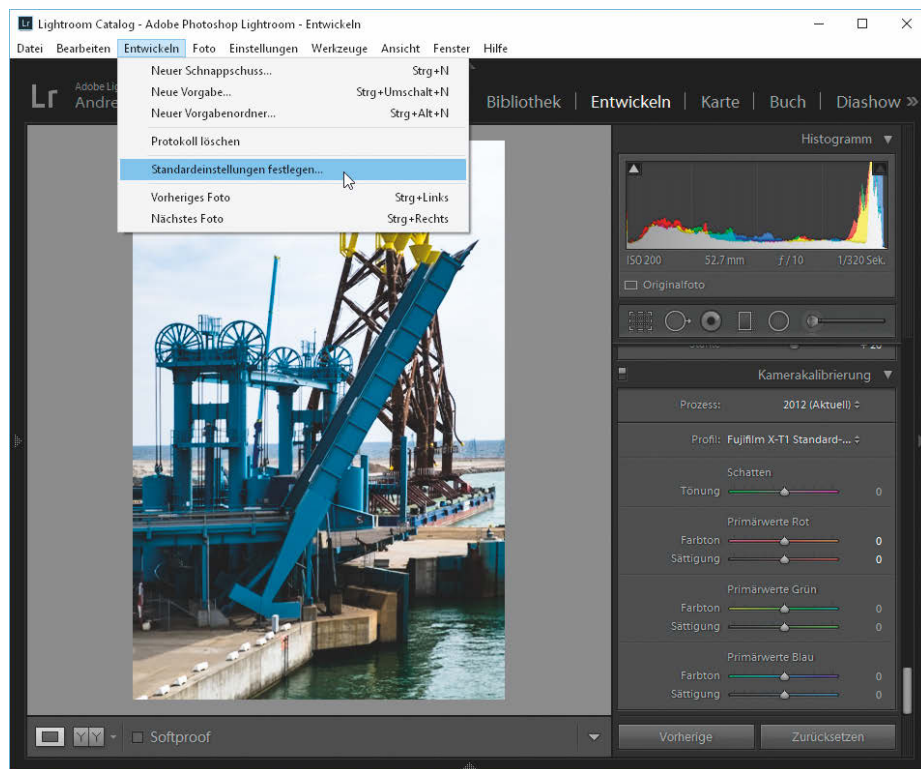 Lr Lightroom Catalog - Adobe Photoshop Lightroom - Entwickeln
Datei Bearbeiten Entwickeln Foto Einstellungen Werkzeuge Ansicht Fenster Hilfe
Neuer Schnappschuss... Strg+N
Neue Vorgabe... Strg+Umschalt+N
Neuer Vorgabenordner... Strg+Alt+N
Protokoll löschen
Standardeinstellungen festlegen...
Vorheriges Foto Strg+Links
Nächstes Foto Strg+Rechts
Lr
Bibliothek | Entwickeln | Karte | Buch | Diashow
Histogramm
ISO 200 52.7 mm ƒ / 10 1/320 Sek.
Originalfoto
Kamerakalibrierung
Prozess: 2012 (Aktuell)
Profil: Fujifilm X-T1 Standard-...
Schatten
Tönung 0
Primärwerte Rot
Farbton 0
Sättigung 0
Primärwerte Grün
Farbton 0
Sättigung 0
Primärwerte Blau
Farbton 0
Sättigung 0
Y Y Softproof
Vorherige Zurücksetzen